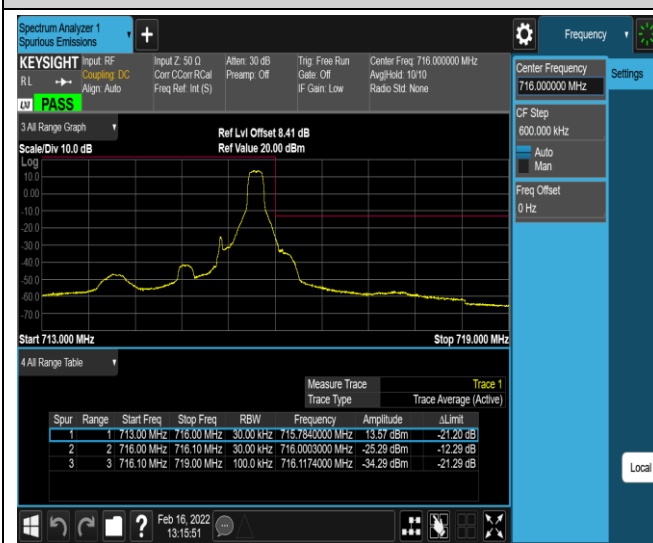 Spectrum Analyzer 1
Spurious Emissions
+
Frequency
KEYSIGHT Input: RF Input Z: 50 Ω Atten: 30 dB Trig: Free Run Center Freq: 716.000000 MHz
RL Coupling: DC Corr CCorr RCal Preamp: Off Gate: Off Avg|Hold: 10/10
Align: Auto Freq Ref: Int (S) IF Gain: Low Radio Std: None
PASS
Center Frequency
716.000000 MHz
Settings
CF Step
600.000 kHz
Auto
Man
Freq Offset
0 Hz
3 All Range Graph
Ref Lvl Offset 8.41 dB
Scale/Div 10.0 dB Ref Value 20.00 dBm
Log
10.0
0.00
-10.0
-20.0
-30.0
-40.0
-50.0
-60.0
-70.0
Start 713.000 MHz Stop 719.000 MHz
4 All Range Table
Measure Trace Trace 1
Trace Type Trace Average (Active)
Spur Range Start Freq Stop Freq RBW Frequency Amplitude ΔLimit
1 1 713.00 MHz 716.00 MHz 30.00 kHz 715.7840000 MHz 13.57 dBm -21.20 dB
2 2 716.00 MHz 716.10 MHz 30.00 kHz 716.0003000 MHz -25.29 dBm -12.29 dB
3 3 716.10 MHz 719.00 MHz 100.0 kHz 716.1174000 MHz -34.29 dBm -21.29 dB
Local
?
Feb 16, 2022
13:15:51